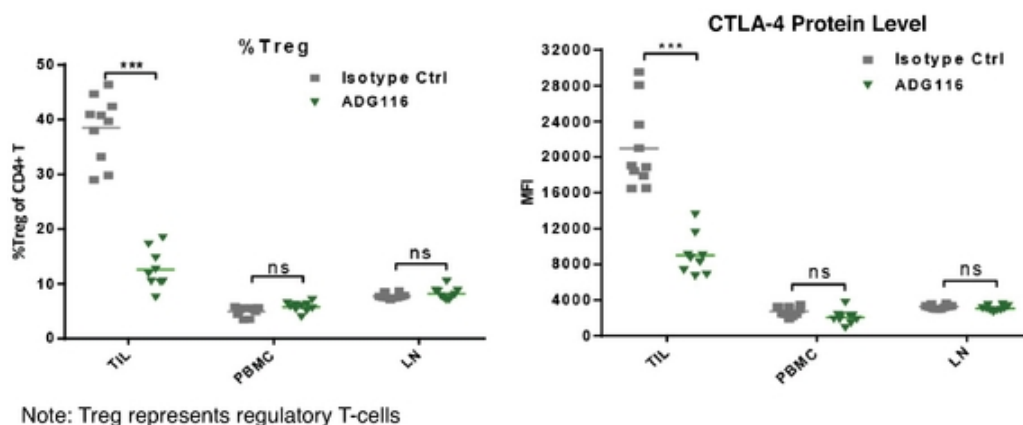 %Treg
***
Isotype Ctrl
ADG116
%Treg of CD4+ T
50
40
30
20
10
0
ns
ns
TIL
PBMC
LN
CTLA-4 Protein Level
***
Isotype Ctrl
ADG116
MFI
32000
28000
24000
20000
16000
12000
8000
4000
0
ns
ns
TIL
PBMC
LN
Note: Treg represents regulatory T-cells